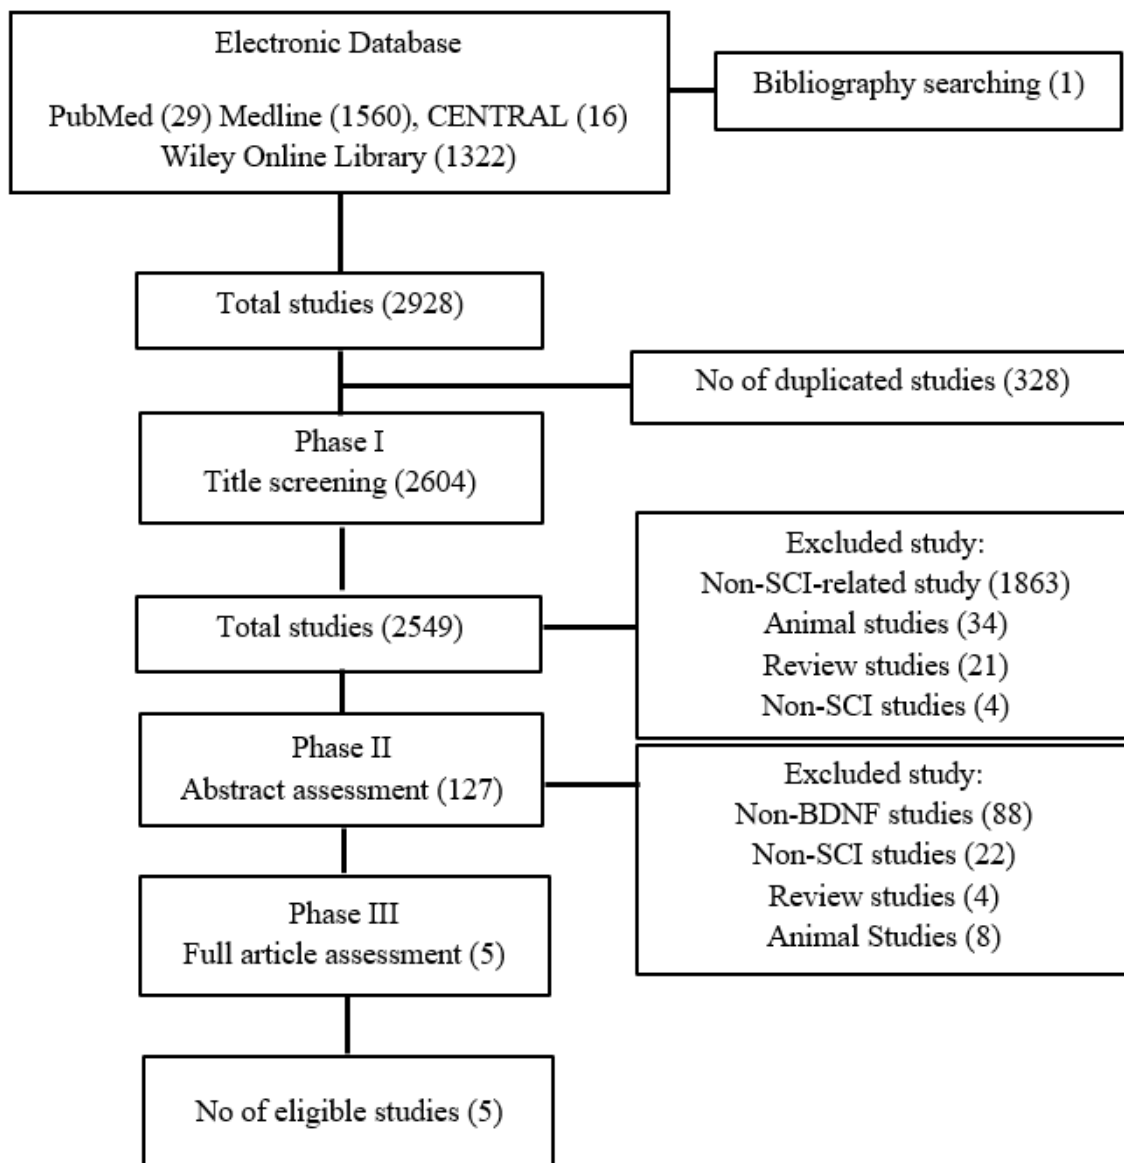 Electronic Database
PubMed (29) Medline (1560), CENTRAL (16)
Wiley Online Library (1322)
Bibliography searching (1)
Total studies (2928)
No of duplicated studies (328)
Phase I
Title screening (2604)
Excluded study:
Non-SCI-related study (1863)
Animal studies (34)
Review studies (21)
Non-SCI studies (4)
Total studies (2549)
Phase II
Abstract assessment (127)
Excluded study:
Non-BDNF studies (88)
Non-SCI studies (22)
Review studies (4)
Animal Studies (8)
Phase III
Full article assessment (5)
No of eligible studies (5)